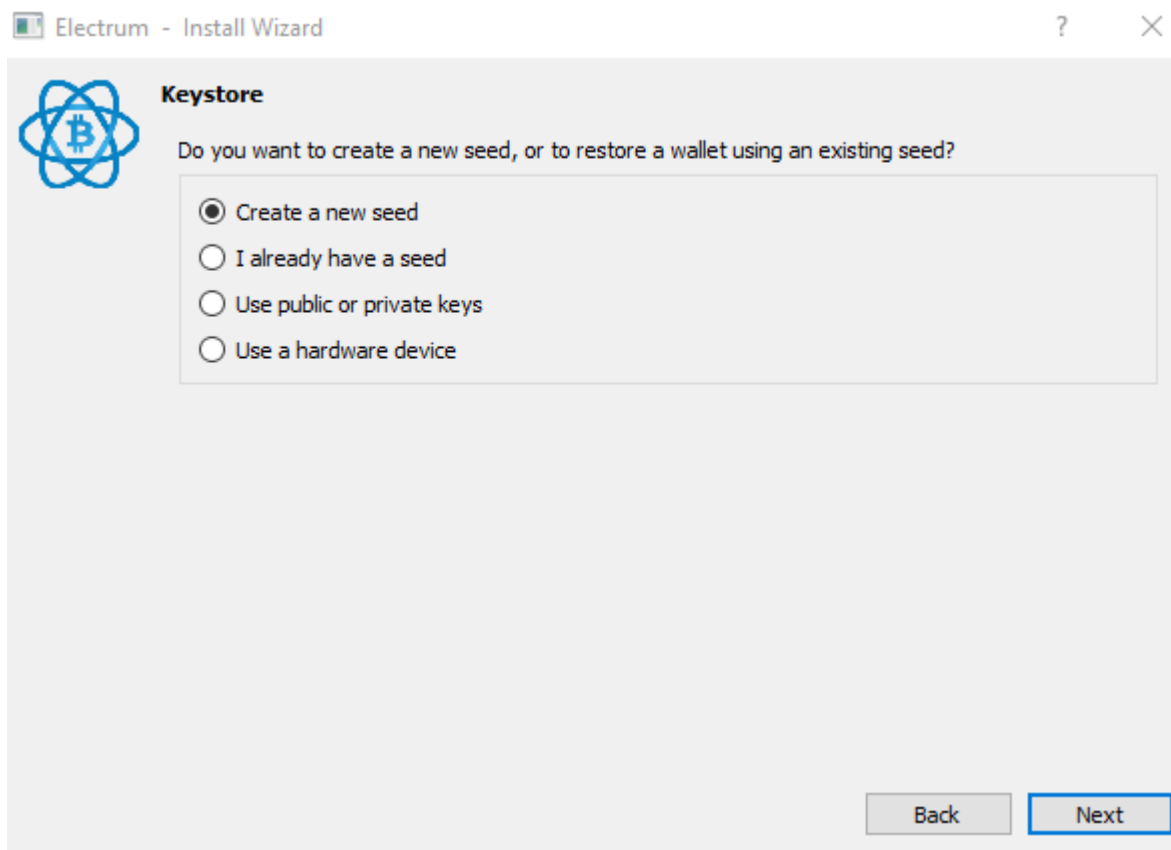 Electrum - Install Wizard
Keystore
Do you want to create a new seed, or to restore a wallet using an existing seed?
Create a new seed
I already have a seed
Use public or private keys
Use a hardware device
Back Next